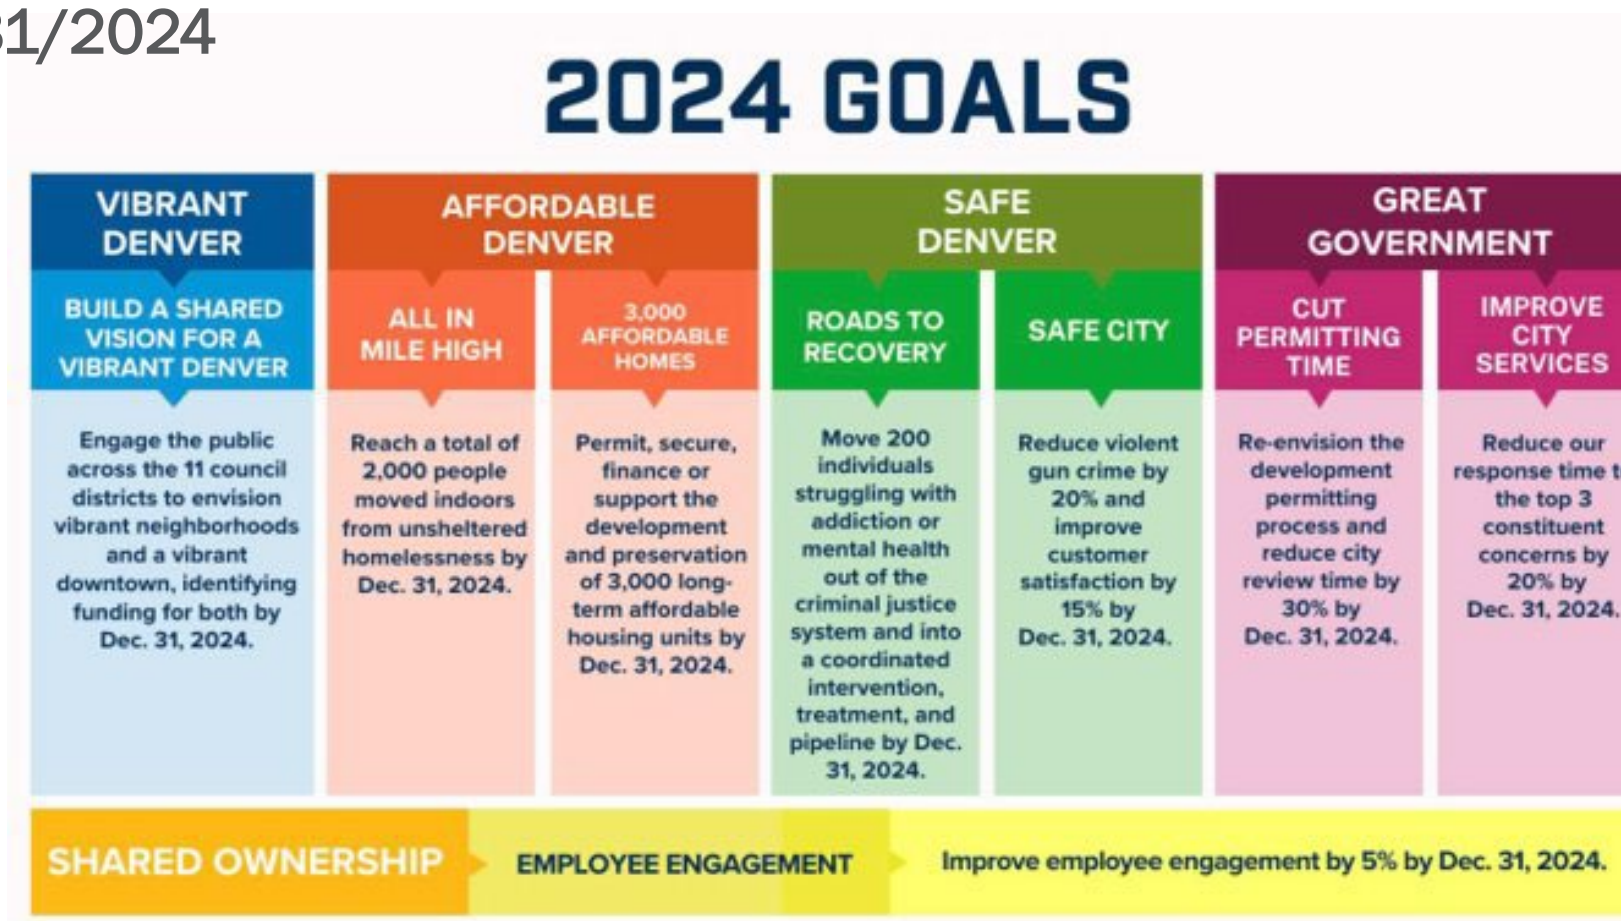 31/2024
2024 GOALS
VIBRANT
DENVER
BUILD A SHARED
VISION FOR A
VIBRANT DENVER
Engage the public
across the 11 council
districts to envision
vibrant neighborhoods
and a vibrant
downtown, identifying
funding for both by
Dec. 31, 2024.
AFFORDABLE
DENVER
ALL IN
MILE HIGH
Reach a total of
2,000 people
moved indoors
from unsheltered
homelessness by
Dec. 31, 2024.
3,000
AFFORDABLE
HOMES
Permit, secure,
finance or
support the
development
and preservation
of 3,000 long-
term affordable
housing units by
Dec. 31, 2024.
SAFE
DENVER
ROADS TO
RECOVERY
Move 200
individuals
struggling with
addiction or
mental health
out of the
criminal justice
system and into
a coordinated
intervention,
treatment, and
pipeline by Dec.
31, 2024.
SAFE CITY
Reduce violent
gun crime by
20% and
improve
customer
satisfaction by
15% by
Dec. 31, 2024.
GREAT
GOVERNMENT
CUT
PERMITTING
TIME
Re-envision the
development
permitting
process and
reduce city
review time by
30% by
Dec. 31, 2024.
IMPROVE
CITY
SERVICES
Reduce our
response time
the top 3
constituent
concerns by
20% by
Dec. 31, 2024.
SHARED OWNERSHIP
EMPLOYEE ENGAGEMENT
Improve employee engagement by 5% by Dec. 31, 2024.